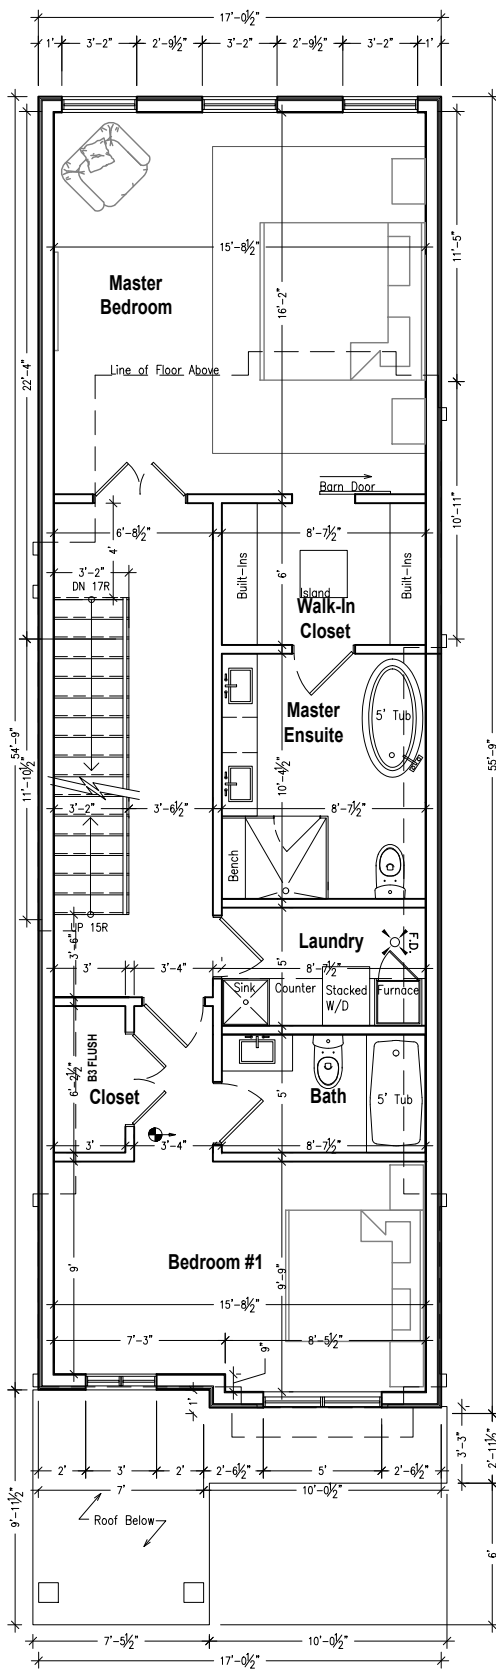 17'-0½"
1' 3'-2" 2'-9½" 3'-2" 2'-9½" 3'-2" 1'
15'-8½"
11'-5"
Master
Bedroom
16'-2"
22'-4"
Line of Floor Above
Barn Door
10'-11"
6'-8½" 8'-7½"
4'
Built-Ins
6'
Built-Ins
3'-2"
DN 17R
Island
Walk-In
Closet
Master
Ensuite
5' Tub
54'-9"
55'-9"
11'-10½"
10'-4½"
3'-2" 3'-6½" 8'-7½"
Bench
UP 15R
3'-6"
Laundry
F.D
5'
3' 3'-4" 8'-7½"
Sink Counter Stacked
W/D
Furnace
6'-2½"
B3 FLUSH
Closet
5'
Bath
5' Tub
3' 3'-4" 8'-7½"
Bedroom #1
9'
9'-9"
15'-8½"
7'-3" 8'-5½"
9"
1'
3'-3"
2'-11½"
2' 3' 2' 2'-6½" 5' 2'-6½"
7' 10'-0½"
9'-11½"
Roof Below
6'
7'-5½" 10'-0½"
17'-0½"